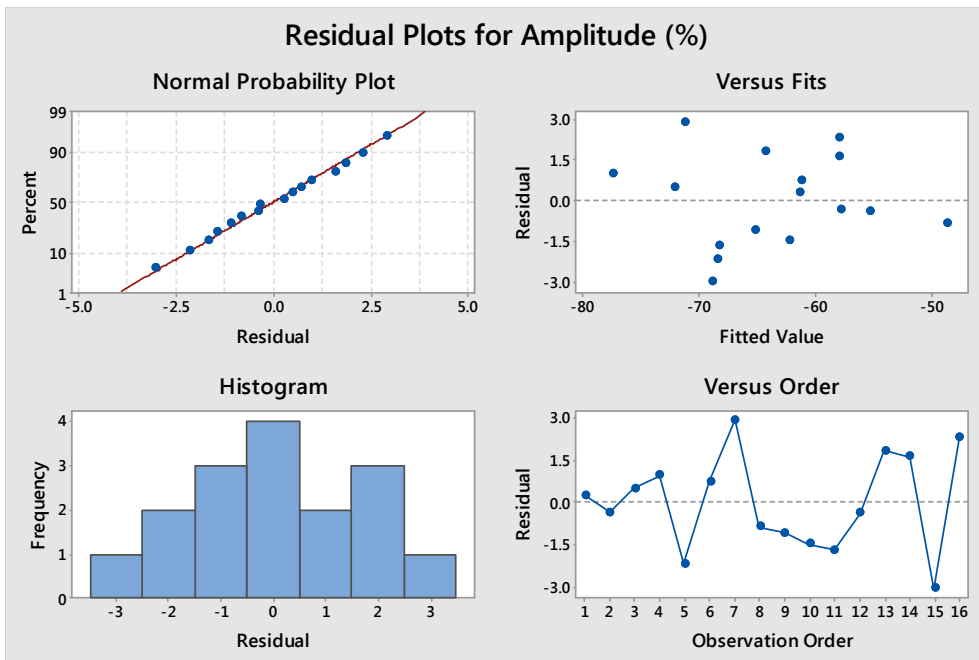 Residual Plots for Amplitude (%)
Normal Probability Plot
99
90
50
10
1
Percent
-5.0 -2.5 0.0 2.5 5.0
Residual
Versus Fits
3.0
1.5
0.0
-1.5
-3.0
Residual
-80 -70 -60 -50
Fitted Value
Histogram
4
3
2
1
0
Frequency
-3 -2 -1 0 1 2 3
Residual
Versus Order
3.0
1.5
0.0
-1.5
-3.0
Residual
1 2 3 4 5 6 7 8 9 10 11 12 13 14 15 16
Observation Order